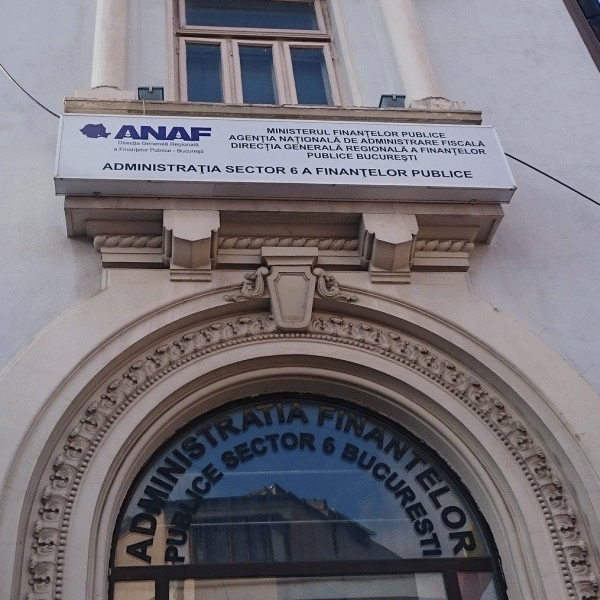 ANAF
Direcția Generală Regională
a Finanțelor Publice - București
MINISTERUL FINANȚELOR PUBLICE
AGENȚIA NAȚIONALĂ DE ADMINISTRARE FISCALĂ
DIRECȚIA GENERALĂ REGIONALĂ A FINANȚELOR
PUBLICE BUCUREȘTI
ADMINISTRAȚIA SECTOR 6 A FINANȚELOR PUBLICE
ADMINISTRATIA FINANTELOR
PUBLICE SECTOR 6 BUCURESTI